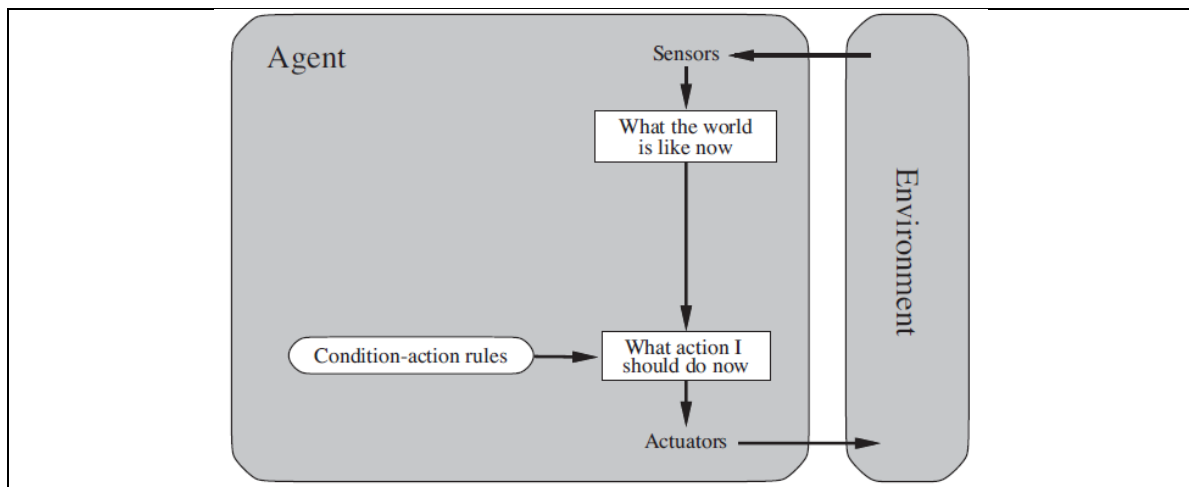 Agent
Sensors
What the world
is like now
Environment
Condition-action rules
What action I
should do now
Actuators